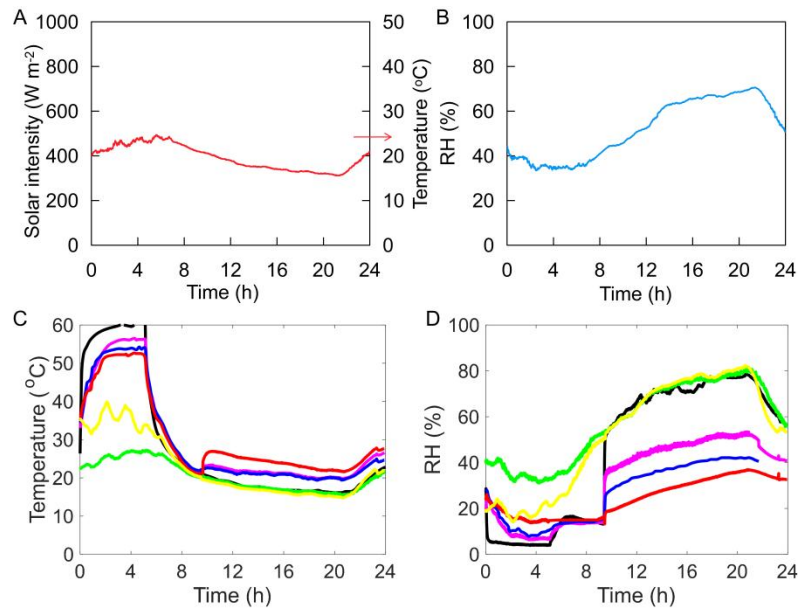 A
1000
800
600
400
200
0
Solar intensity (W m-2)
50
40
30
20
10
0
Temperature (oC)
0 4 8 12 16 20 24
Time (h)
B
100
80
60
40
20
0
RH (%)
0 4 8 12 16 20 24
Time (h)
C
60
50
40
30
20
10
0
Temperature (°C)
0 4 8 12 16 20 24
Time (h)
D
100
80
60
40
20
0
RH (%)
0 4 8 12 16 20 24
Time (h)